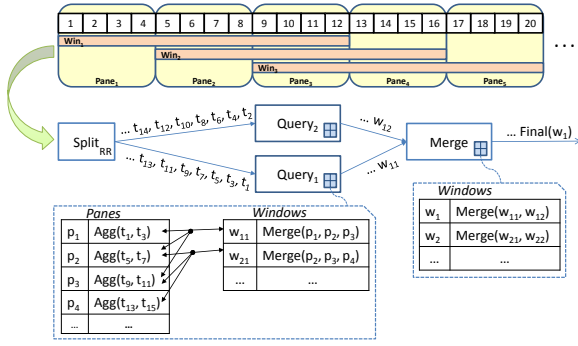 1 2 3 4 5 6 7 8 9 10 11 12 13 14 15 16 17 18 19 20
Win₁
Win₂
Win₃
...
Pane₁ Pane₂ Pane₃ Pane₄ Pane₅
... t₁₄, t₁₂, t₁₀, t₈, t₆, t₄, t₂
Query₂
... w₁₂
Split_RR
Merge
... Final(w₁)
... t₁₃, t₁₁, t₉, t₇, t₅, t₃, t₁
Query₁
... w₁₁
Panes
p₁ Agg(t₁, t₃)
p₂ Agg(t₅, t₇)
p₃ Agg(t₉, t₁₁)
p₄ Agg(t₁₃, t₁₅)
... ...
Windows
w₁₁ Merge(p₁, p₂, p₃)
w₂₁ Merge(p₂, p₃, p₄)
... ...
Windows
w₁ Merge(w₁₁, w₁₂)
w₂ Merge(w₂₁, w₂₂)
... ...